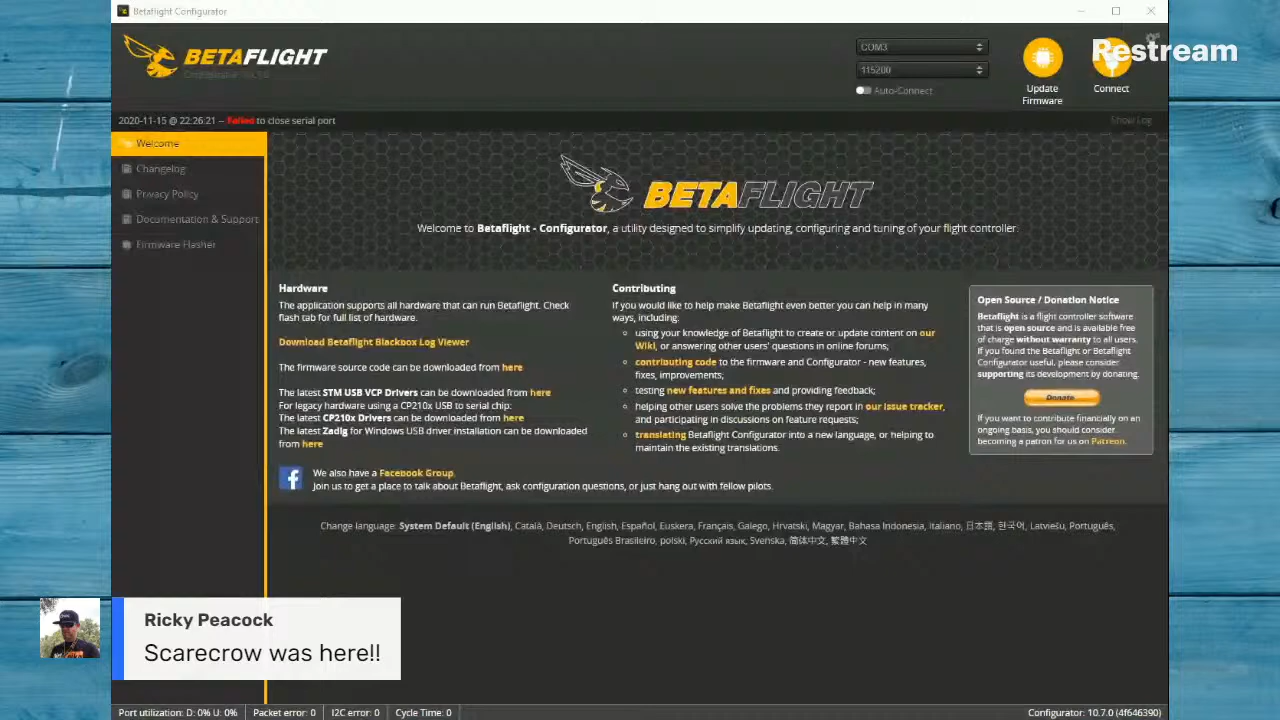 Betaflight Configurator
BETAFLIGHT
COM3
115200
Auto-Connect
Update
Firmware
Connect
Restream
2020-11-15 @ 22:26:21 -- Failed to close serial port
Show Log
Welcome
Changelog
Privacy Policy
Documentation & Support
Firmware Hasher
BETAFLIGHT
Welcome to Betaflight - Configurator, a utility designed to simplify updating, configuring and tuning of your flight controller.
Hardware
The application supports all hardware that can run Betaflight. Check
flash tab for full list of hardware.
Download Betaflight Blackbox Log Viewer
The firmware source code can be downloaded from here
The latest STM USB VCP Drivers can be downloaded from here
For legacy hardware using a CP210x USB to serial chip:
The latest CP210x Drivers can be downloaded from here
The latest Zadig for Windows USB driver installation can be downloaded
from here
Contributing
If you would like to help make Betaflight even better you can help in many
ways, including:
using your knowledge of Betaflight to create or update content on our
Wiki, or answering other users' questions in online forums;
contributing code to the firmware and Configurator - new features,
fixes, improvements;
testing new features and fixes and providing feedback;
helping other users solve the problems they report in our issue tracker,
and participating in discussions on feature requests;
translating Betaflight Configurator into a new language, or helping to
maintain the existing translations.
Open Source / Donation Notice
Betaflight is a flight controller software
that is open source and is available free
of charge without warranty to all users.
If you found the Betaflight or Betaflight
Configurator useful, please consider
supporting its development by donating.
Donate
If you want to contribute financially on an
ongoing basis, you should consider
becoming a patron for us on Patreon.
We also have a Facebook Group.
Join us to get a place to talk about Betaflight, ask configuration questions, or just hang out with fellow pilots.
Change language: System Default (English), Català, Deutsch, English, Español, Euskera, Français, Galego, Hrvatski, Magyar, Bahasa Indonesia, Italiano, 日本語, 한국어, Latviešu, Português,
Português Brasileiro, polski, Русский язык, Svenska, 简体中文, 繁體中文
Ricky Peacock
Scarecrow was here!!
Port utilization: D: 0% U: 0%
Packet error: 0
I2C error: 0
Cycle Time: 0
Configurator: 10.7.0 (4f646390)